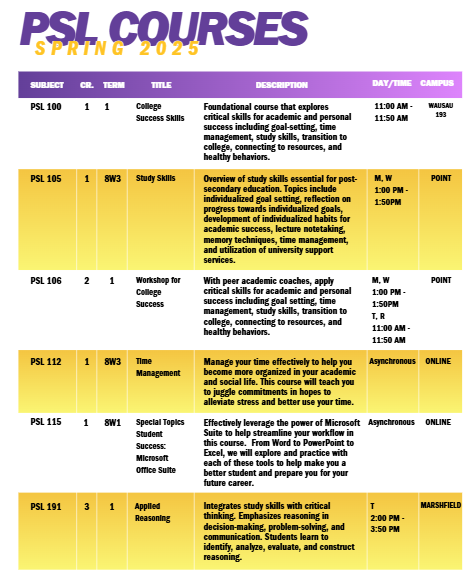 PSL COURSES
SPRING 2025
SUBJECT CR. TERM TITLE DESCRIPTION DAY/TIME CAMPUS
PSL 100 1 1 College Success Skills
Foundational course that explores
critical skills for academic and personal
success including goal-setting, time
management, study skills, transition to
college, connecting to resources, and
healthy behaviors.
11:00 AM -
11:50 AM
WAUSAU
193
PSL 105 1 8W3 Study Skills
Overview of study skills essential for post-
secondary education. Topics include
individualized goal setting, reflection on
progress towards individualized goals,
development of individualized habits for
academic success, lecture notetaking,
memory techniques, time management,
and utilization of university support
services.
M, W
1:00 PM -
1:50PM
POINT
PSL 106 2 1 Workshop for
College
Success
With peer academic coaches, apply
critical skills for academic and personal
success including goal setting, time
management, study skills, transition to
college, connecting to resources, and
healthy behaviors.
M, W
1:00 PM -
1:50PM
T, R
11:00 AM -
11:50 AM
POINT
PSL 112 1 8W3 Time
Management
Manage your time effectively to help you
become more organized in your academic
and social life. This course will teach you
to juggle commitments in hopes to
alleviate stress and better use your time.
Asynchronous
ONLINE
PSL 115 1 8W1 Special Topics
Student
Success:
Microsoft
Office Suite
Effectively leverage the power of Microsoft
Suite to help streamline your workflow in
this course. From Word to PowerPoint to
Excel, we will explore and practice with
each of these tools to help make you a
better student and prepare you for your
future career.
Asynchronous
ONLINE
PSL 191 3 1 Applied
Reasoning
Integrates study skills with critical
thinking. Emphasizes reasoning in
decision-making, problem-solving, and
communication. Students learn to
identify, analyze, evaluate, and construct
reasoning.
T
2:00 PM -
3:50 PM
MARSHFIELD